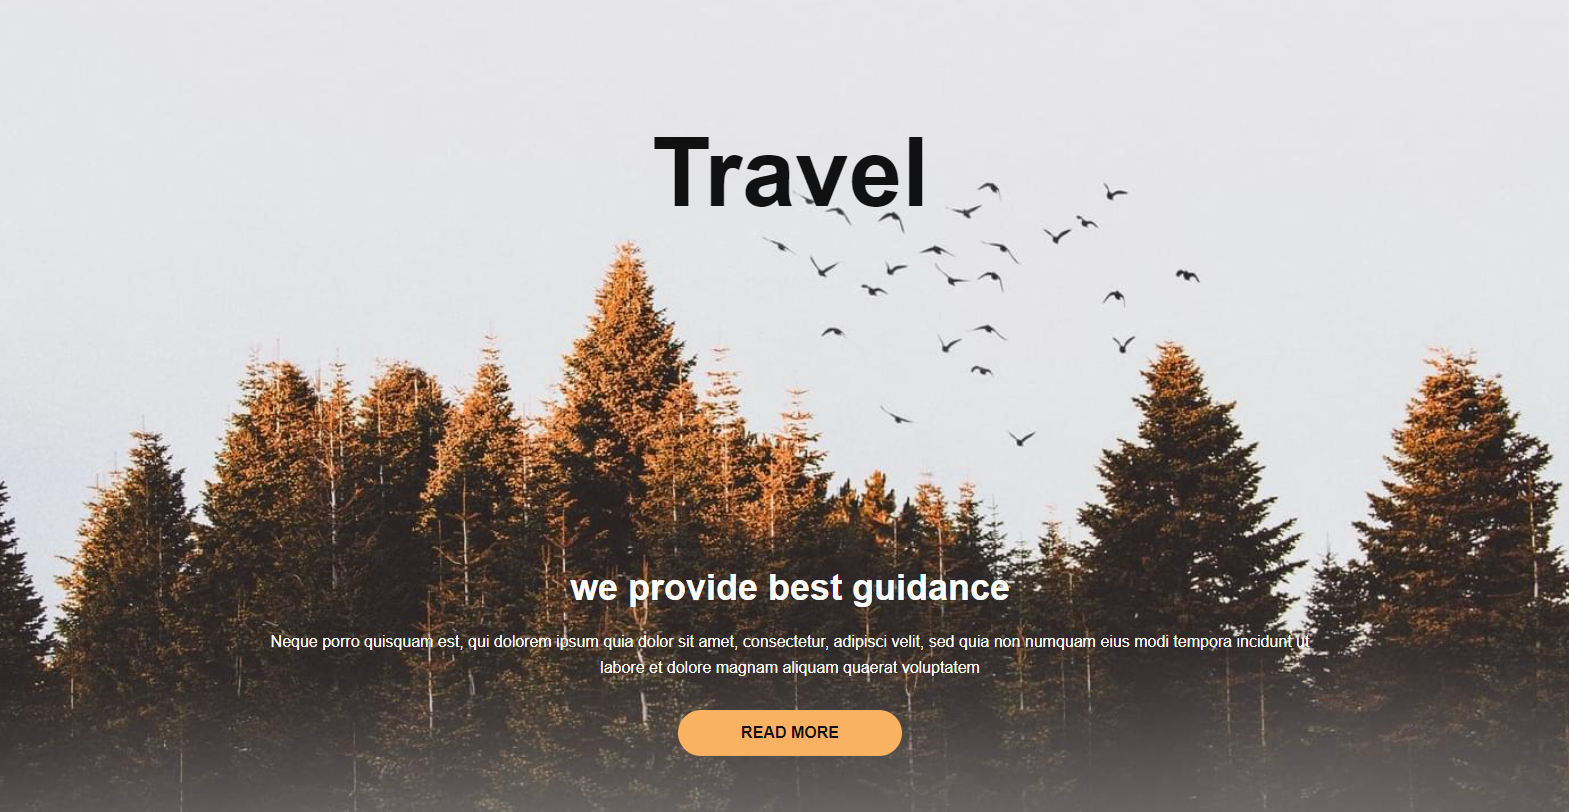 Travel
we provide best guidance
Neque porro quisquam est, qui dolorem ipsum quia dolor sit amet, consectetur, adipisci velit, sed quia non numquam eius modi tempora incidunt ut
labore et dolore magnam aliquam quaerat voluptatem
READ MORE